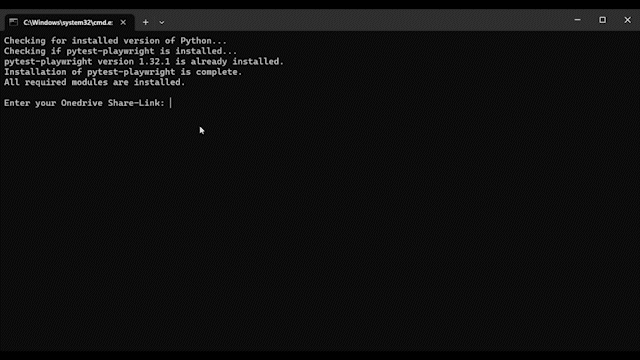 C:\Windows\system32\cmd.e
Checking for installed version of Python...
Checking if pytest-playwright is installed...
pytest-playwright version 1.32.1 is already installed.
Installation of pytest-playwright is complete.
All required modules are installed.
Enter your Onedrive Share-Link: